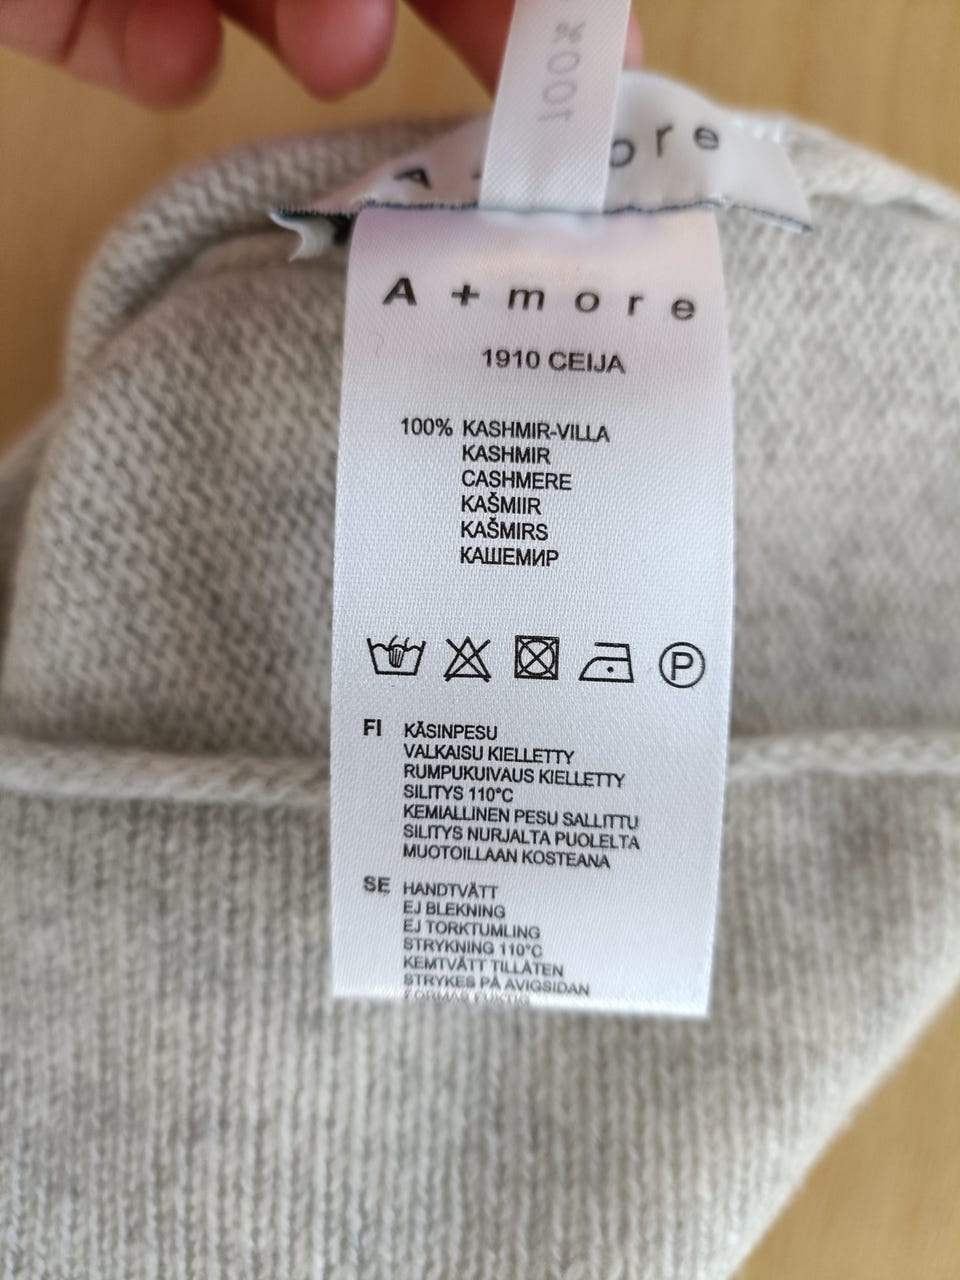 100%
A + ore
A + more
1910 CEIJA
100% KASHMIR-VILLA
KASHMIR
CASHMERE
KAŠMIIR
KAŠMIRS
КАШЕМИР
P
FI KÄSINPESU
VALKAISU KIELLETTY
RUMPUKUIVAUS KIELLETTY
SILITYS 110°C
KEMIALLINEN PESU SALLITTU
SILITYS NURJALTA PUOLELTA
MUOTOILLAAN KOSTEANA
SE HANDTVÄTT
EJ BLEKNING
EJ TORKTUMLING
STRYKNING 110°C
KEMTVÄTT TILLÅTEN
STRYKES PÅ AVIGSIDAN